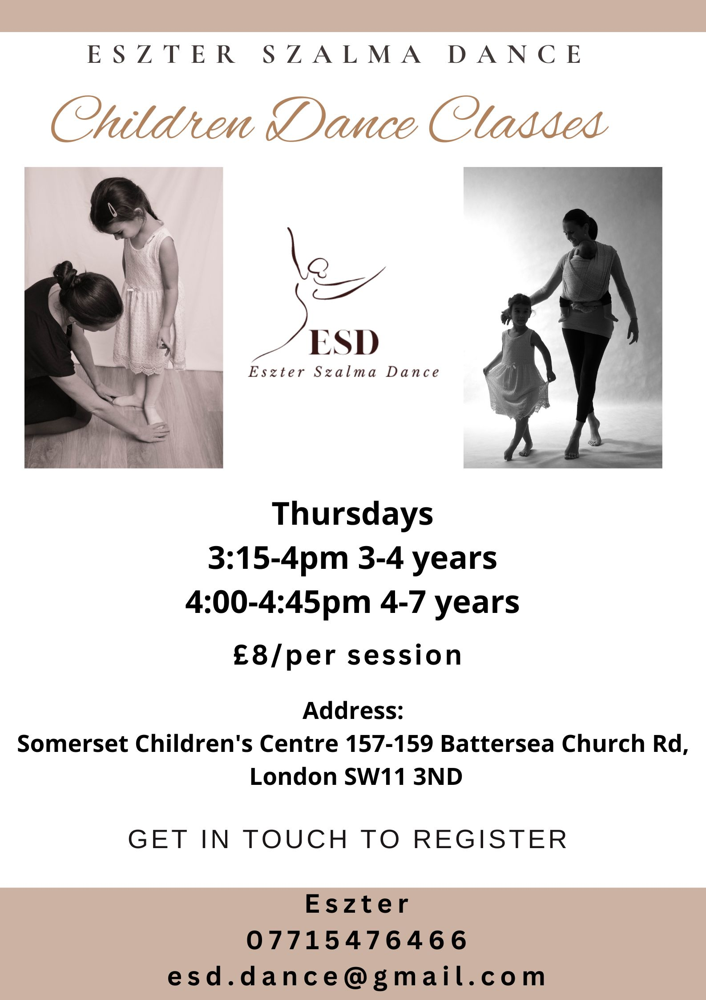 ESZTER SZALMA DANCE
Children Dance Classes
ESD
Eszter Szalma Dance
Thursdays
3:15-4pm 3-4 years
4:00-4:45pm 4-7 years
£8/per session
Address:
Somerset Children's Centre 157-159 Battersea Church Rd,
London SW11 3ND
GET IN TOUCH TO REGISTER
Eszter
07715476466
esd.dance@gmail.com